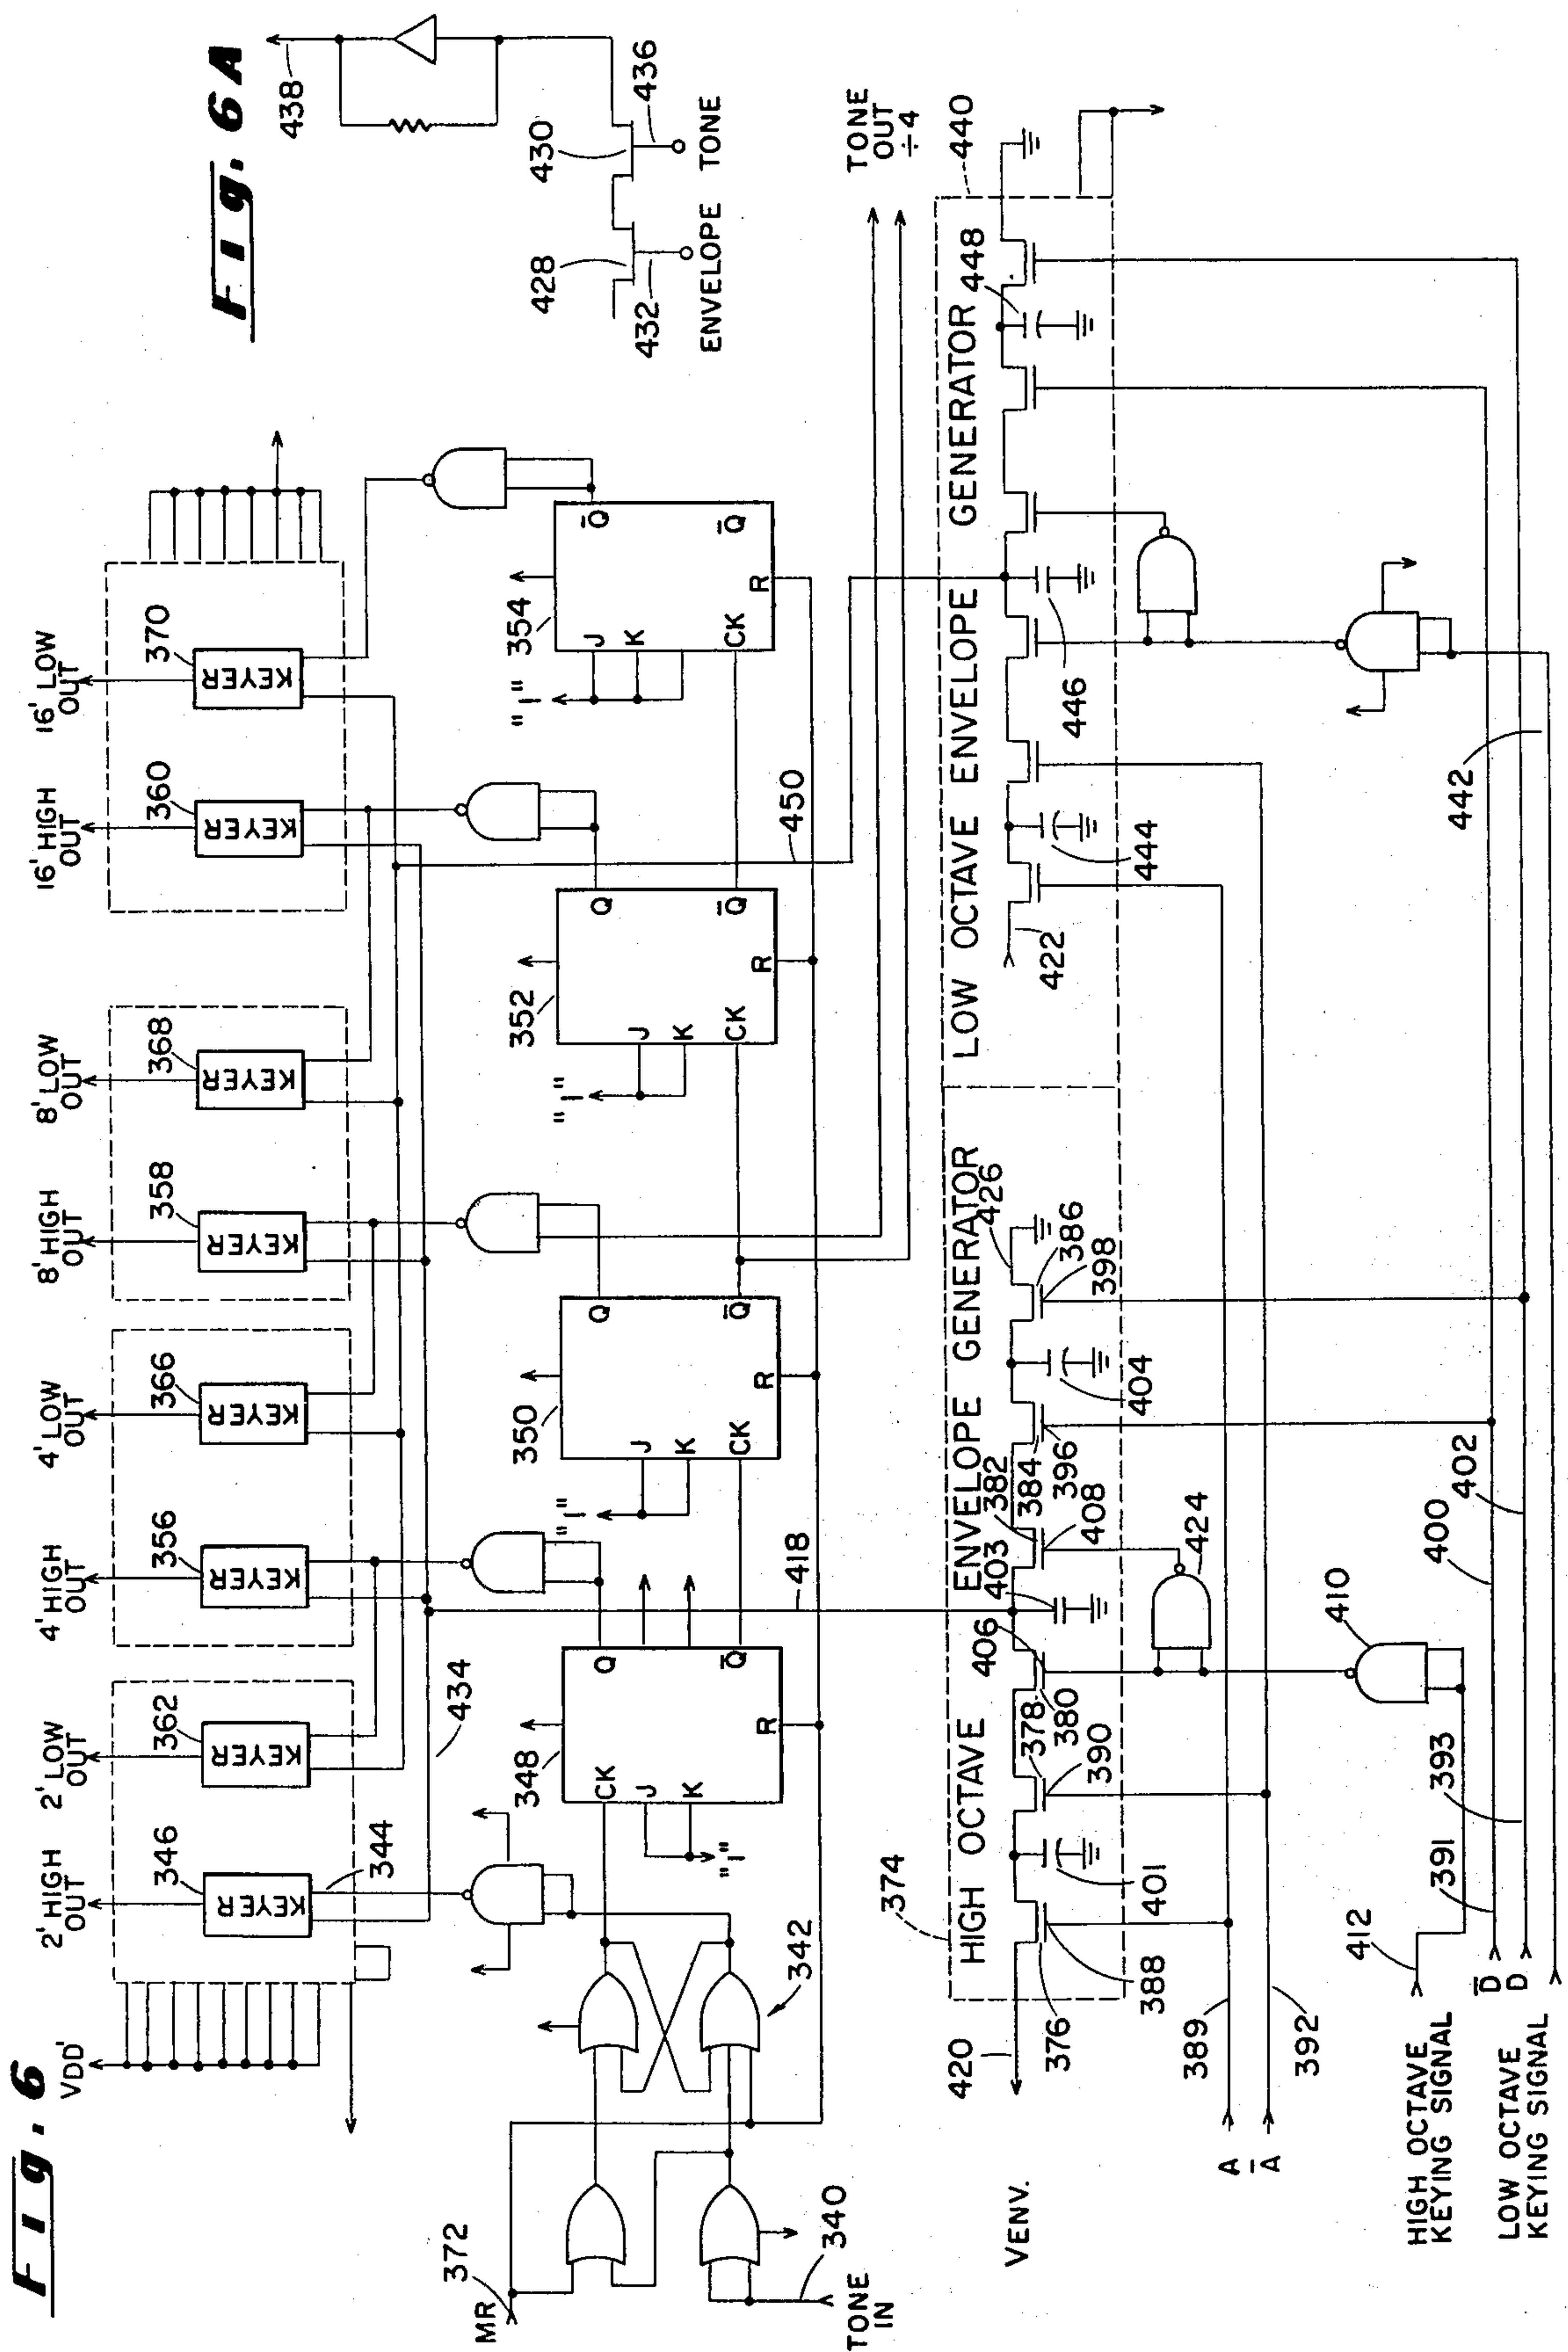 Fig. 6
Fig. 6A
VDD'
2' HIGH
OUT
2' LOW
OUT
4' HIGH
OUT
4' LOW
OUT
8' HIGH
OUT
8' LOW
OUT
16' HIGH
OUT
16' LOW
OUT
346
362
356
366
358
368
360
370
KEYER
KEYER
KEYER
KEYER
KEYER
KEYER
KEYER
KEYER
344
434
438
430
436
428
432
ENVELOPE TONE
372
MR
340
TONE
IN
342
348
CK
J
K
"1"
Q
Q̅
R
350
J
K
CK
"1"
Q
Q̅
R
352
J
K
CK
"1"
Q
Q̅
R
354
J
K
CK
"1"
Q̅
Q̅
R
418
450
TONE
OUT
÷4
374
HIGH OCTAVE ENVELOPE GENERATOR
LOW OCTAVE ENVELOPE GENERATOR
440
420
VENV.
376
388
401
378
390
380
406
403
382
408
384
396
404
386
398
426
422
444
446
448
424
410
389
392
A
A̅
412
391
393
400
402
442
HIGH OCTAVE
KEYING SIGNAL
D̅
D
LOW OCTAVE
KEYING SIGNAL